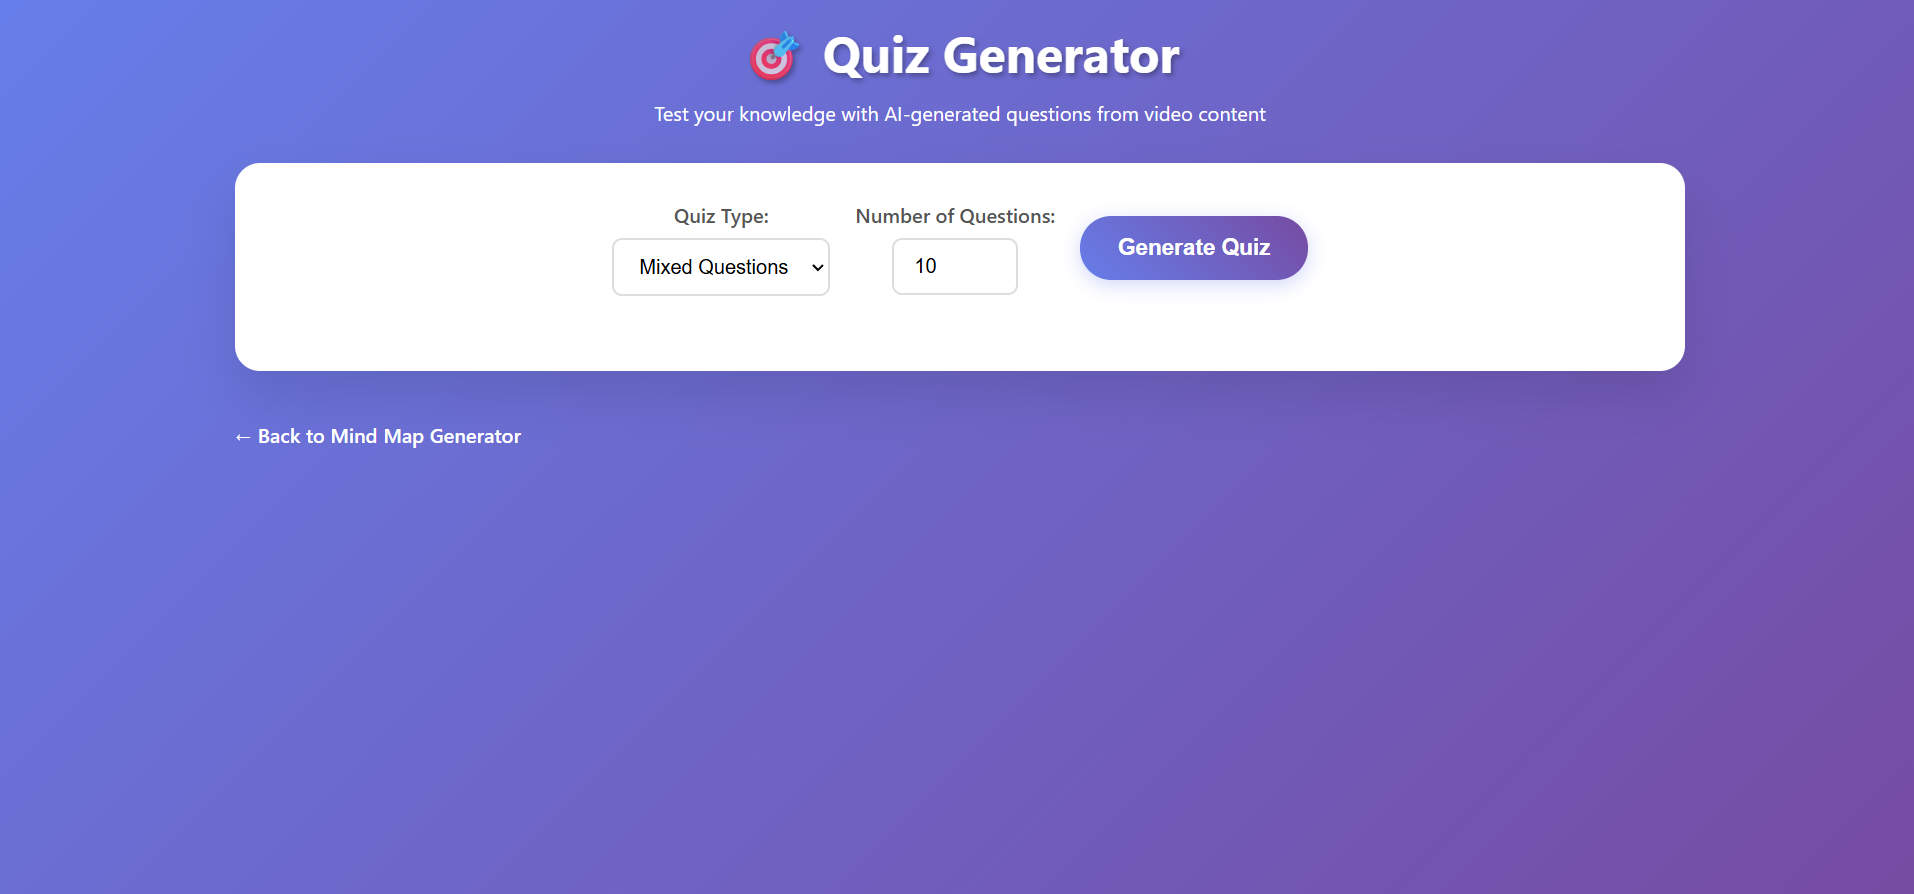 Quiz Generator
Test your knowledge with AI-generated questions from video content
Quiz Type:
Number of Questions:
Mixed Questions
10
Generate Quiz
← Back to Mind Map Generator